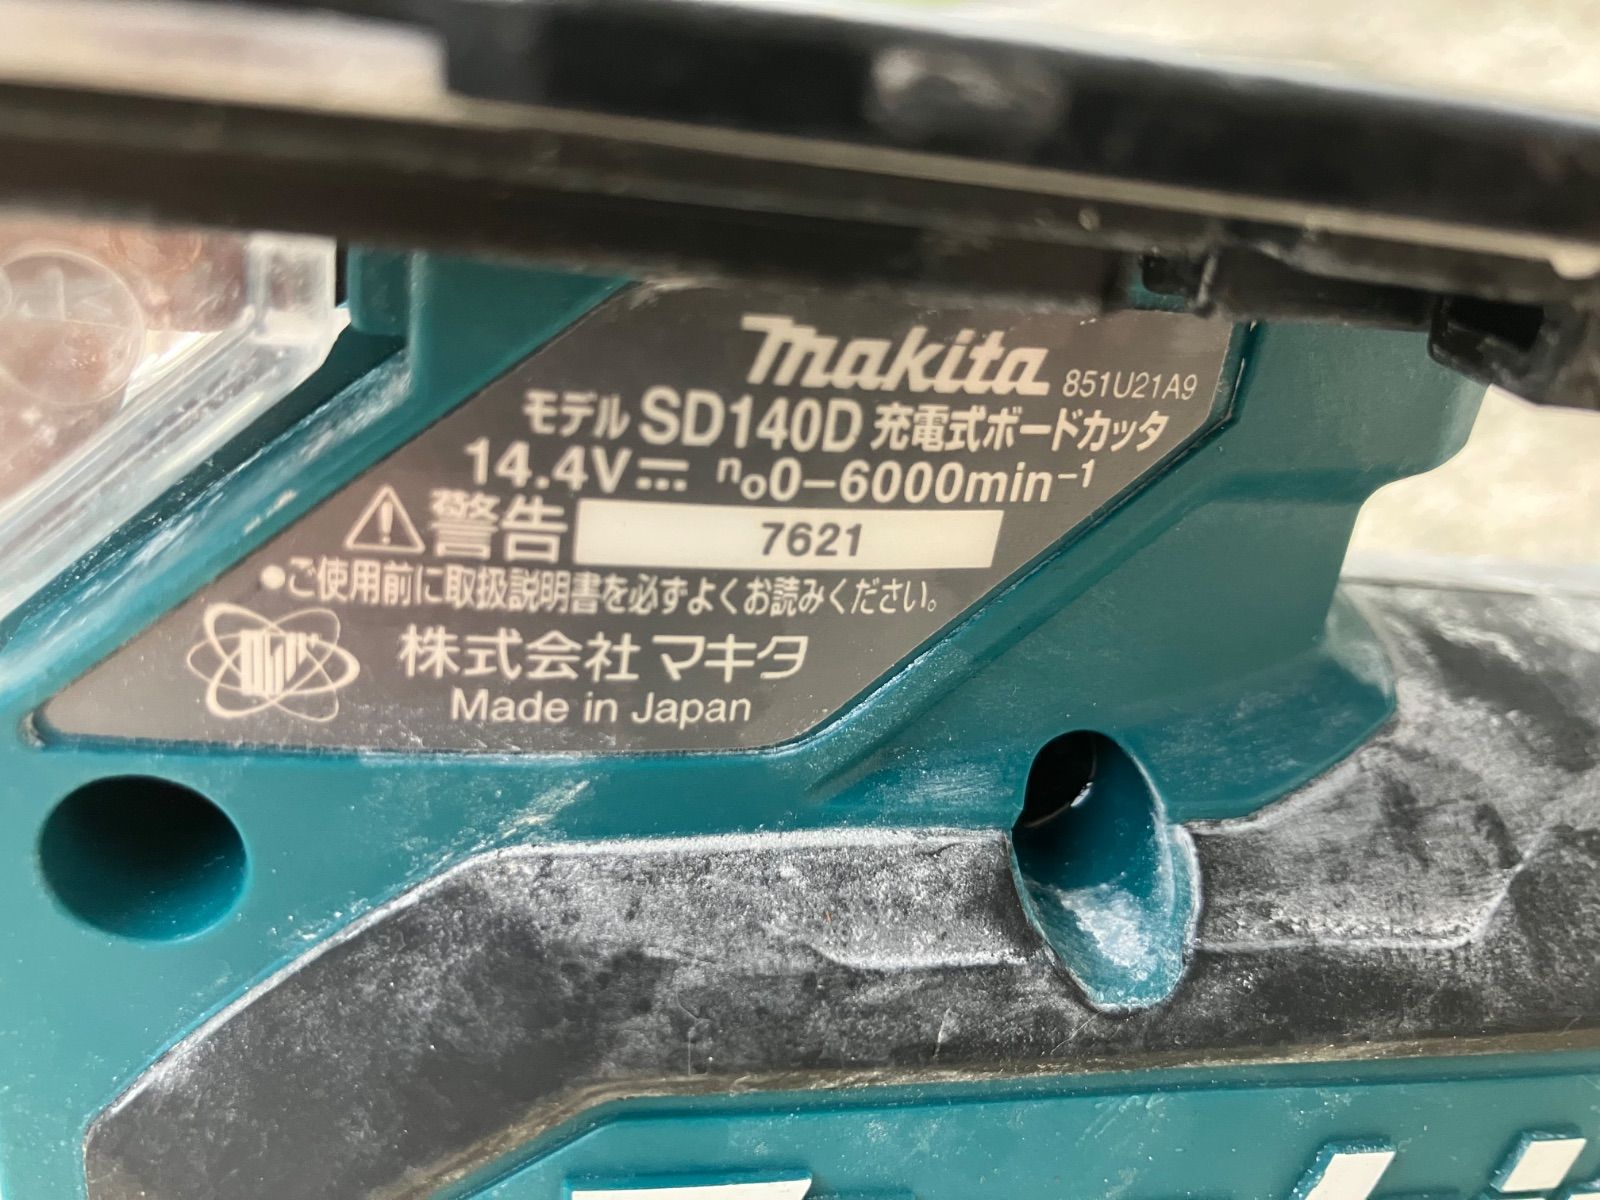 makita 851U21A9
モデル SD140D 充電式ボードカッタ
14.4V⎓ n₀0−6000min⁻¹
⚠警告 7621
●ご使用前に取扱説明書を必ずよくお読みください。
株式会社マキタ
Made in Japan